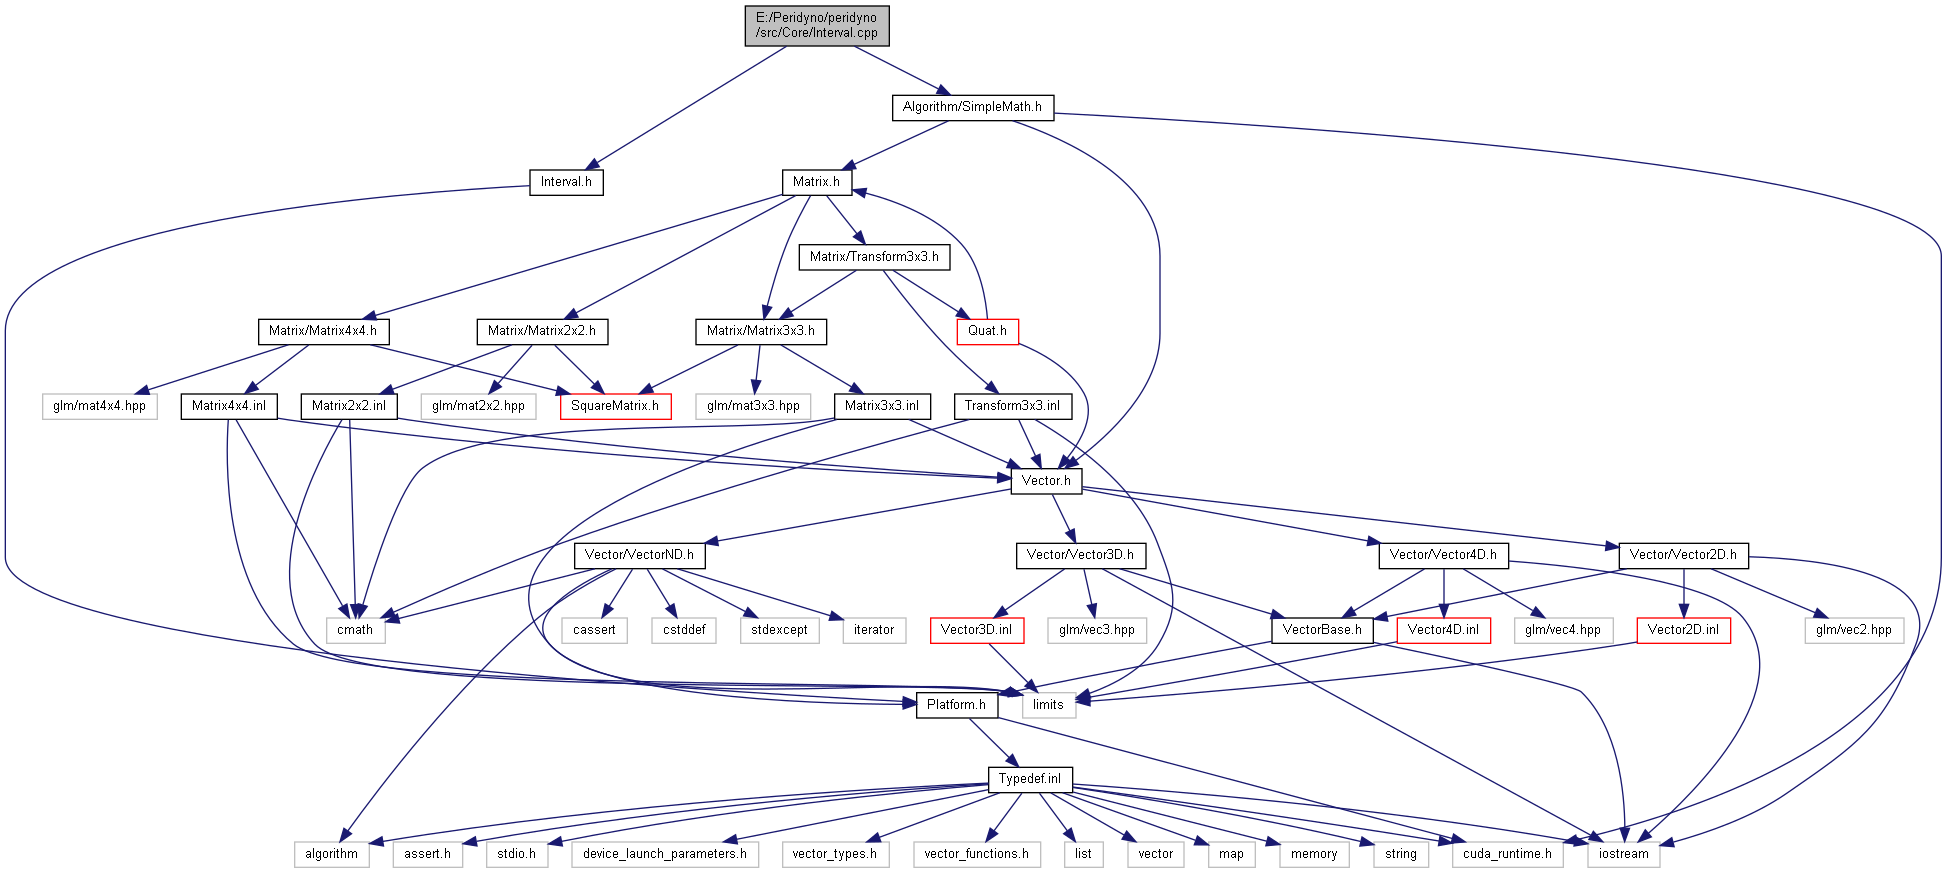 E:/Peridyno/peridyno
/src/Core/Interval.cpp
Algorithm/SimpleMath.h
Interval.h
Matrix.h
Matrix/Transform3x3.h
Matrix/Matrix4x4.h
Matrix/Matrix2x2.h
Matrix/Matrix3x3.h
Quat.h
glm/mat4x4.hpp
Matrix4x4.inl
Matrix2x2.inl
glm/mat2x2.hpp
SquareMatrix.h
glm/mat3x3.hpp
Matrix3x3.inl
Transform3x3.inl
Vector.h
Vector/VectorND.h
Vector/Vector3D.h
Vector/Vector4D.h
Vector/Vector2D.h
cmath
cassert
cstddef
stdexcept
iterator
Vector3D.inl
glm/vec3.hpp
VectorBase.h
Vector4D.inl
glm/vec4.hpp
Vector2D.inl
glm/vec2.hpp
Platform.h
limits
Typedef.inl
algorithm
assert.h
stdio.h
device_launch_parameters.h
vector_types.h
vector_functions.h
list
vector
map
memory
string
cuda_runtime.h
iostream